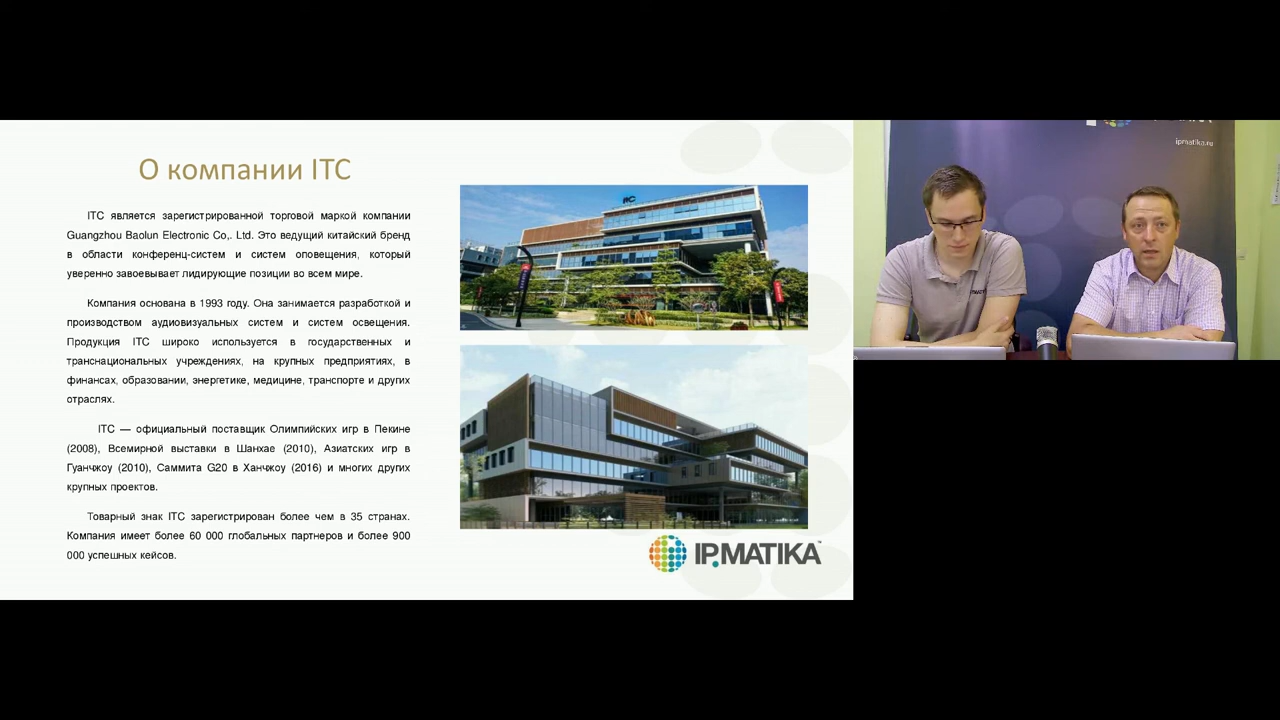 О компании ITC
ITC является зарегистрированной торговой маркой компании
Guangzhou Baolun Electronic Co,. Ltd. Это ведущий китайский бренд
в области конференц-систем и систем оповещения, который
уверенно завоевывает лидирующие позиции во всем мире.
Компания основана в 1993 году. Она занимается разработкой и
производством аудиовизуальных систем и систем освещения.
Продукция ITC широко используется в государственных и
транснациональных учреждениях, на крупных предприятиях, в
финансах, образовании, энергетике, медицине, транспорте и других
отраслях.
ITC — официальный поставщик Олимпийских игр в Пекине
(2008), Всемирной выставки в Шанхае (2010), Азиатских игр в
Гуанчжоу (2010), Саммита G20 в Ханчжоу (2016) и многих других
крупных проектов.
Товарный знак ITC зарегистрирован более чем в 35 странах.
Компания имеет более 60 000 глобальных партнеров и более 900
000 успешных кейсов.
itc
IP.MATIKA™
ipmatika.ru